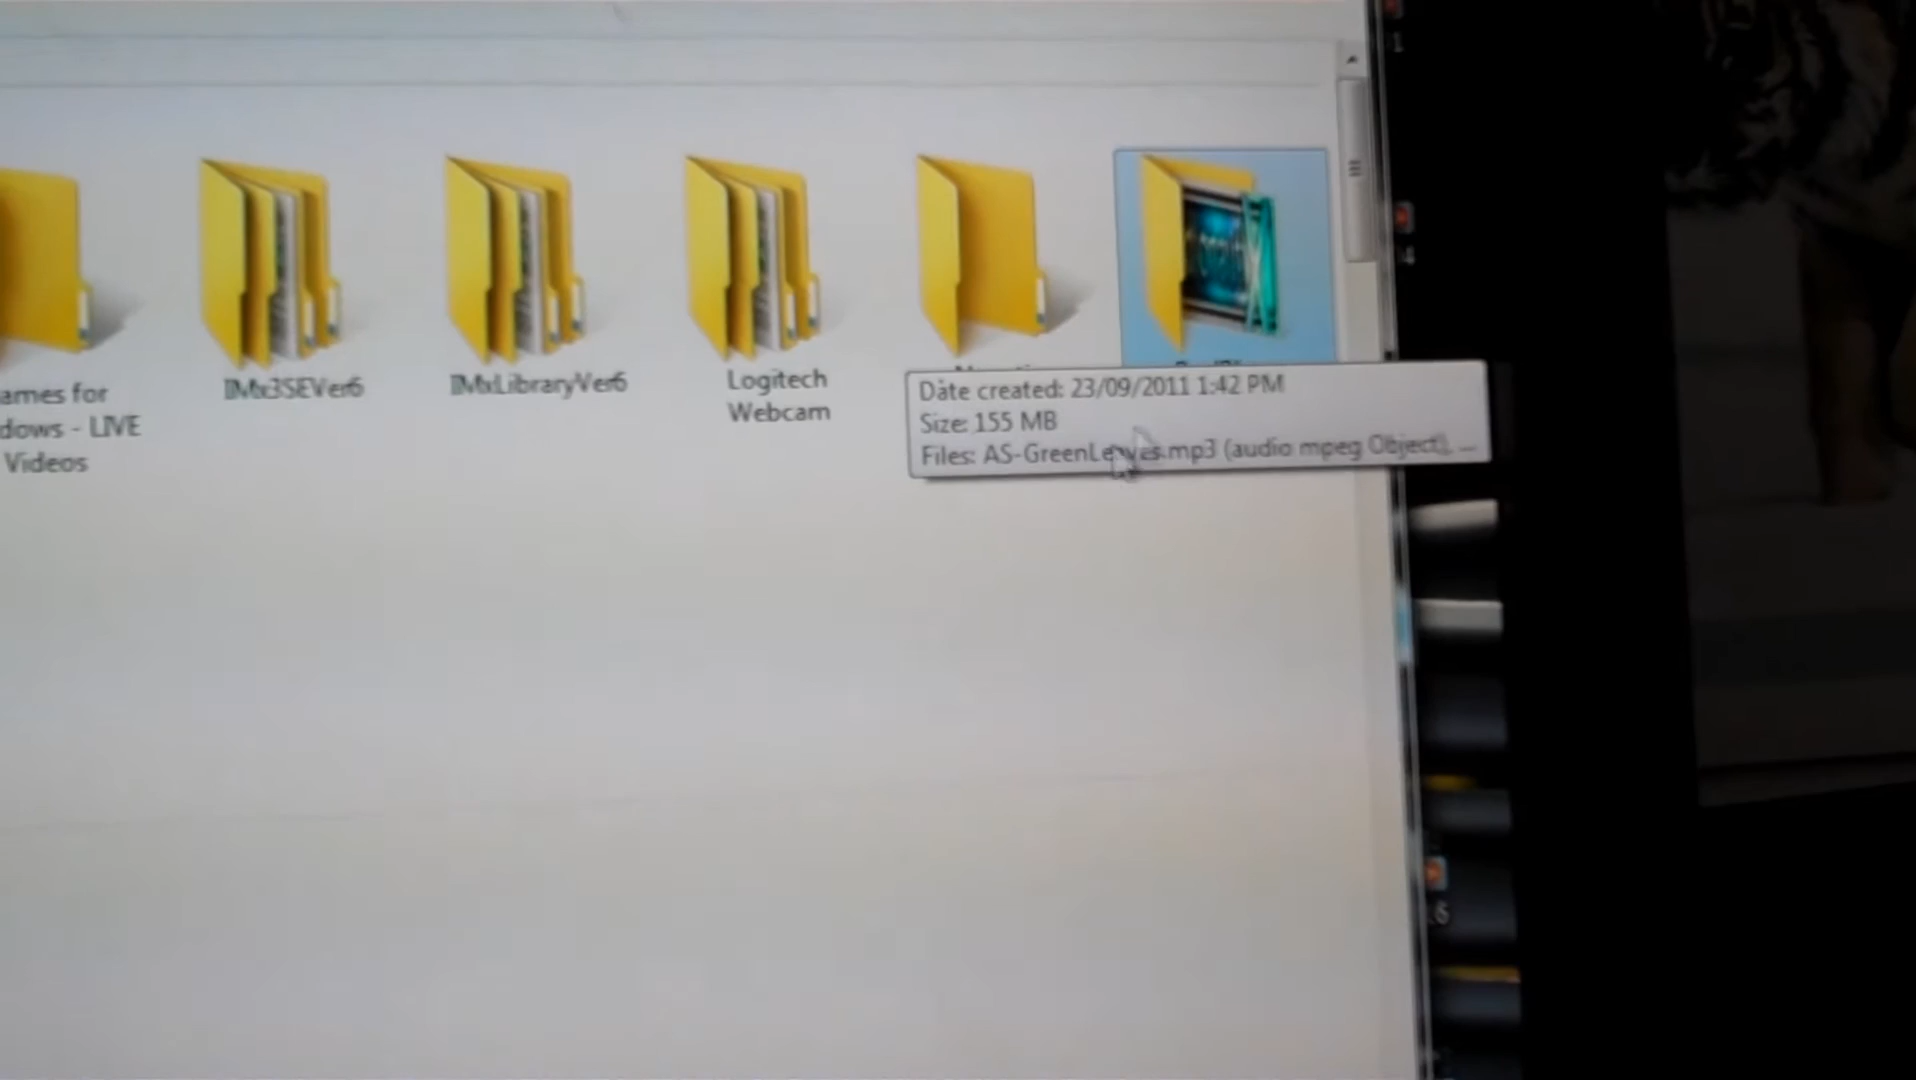 ames for
dows - LIVE
Videos
IMx3SEVer6
IMxLibraryVer6
Logitech
Webcam
Date created: 23/09/2011 1:42 PM
Size: 155 MB
Files: AS-GreenLeaves.mp3 (audio mpeg Object), ...